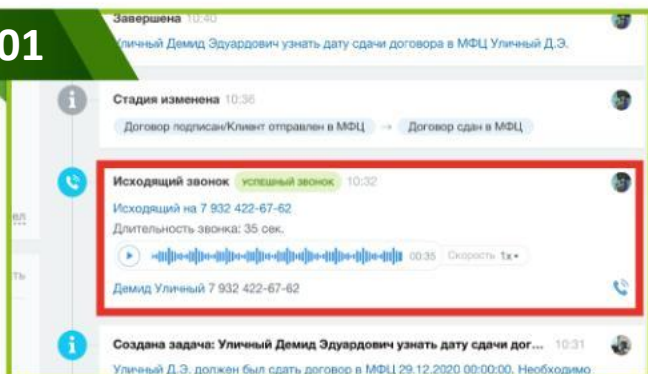 01
Завершена 10:40
Уличный Демид Эдуардович узнать дату сдачи договора в МФЦ Уличный Д.Э.
Стадия изменена 10:36
Договор подписан/Клиент отправлен в МФЦ → Договор сдан в МФЦ
Исходящий звонок УСПЕШНЫЙ ЗВОНОК 10:32
Исходящий на 7 932 422-67-62
Длительность звонка: 35 сек.
00:35 Скорость 1x
Демид Уличный 7 932 422-67-62
Создана задача: Уличный Демид Эдуардович узнать дату сдачи дог... 10:31
Уличный Д.Э. должен был сдать договор в МФЦ 29.12.2020 00:00:00. Необходимо